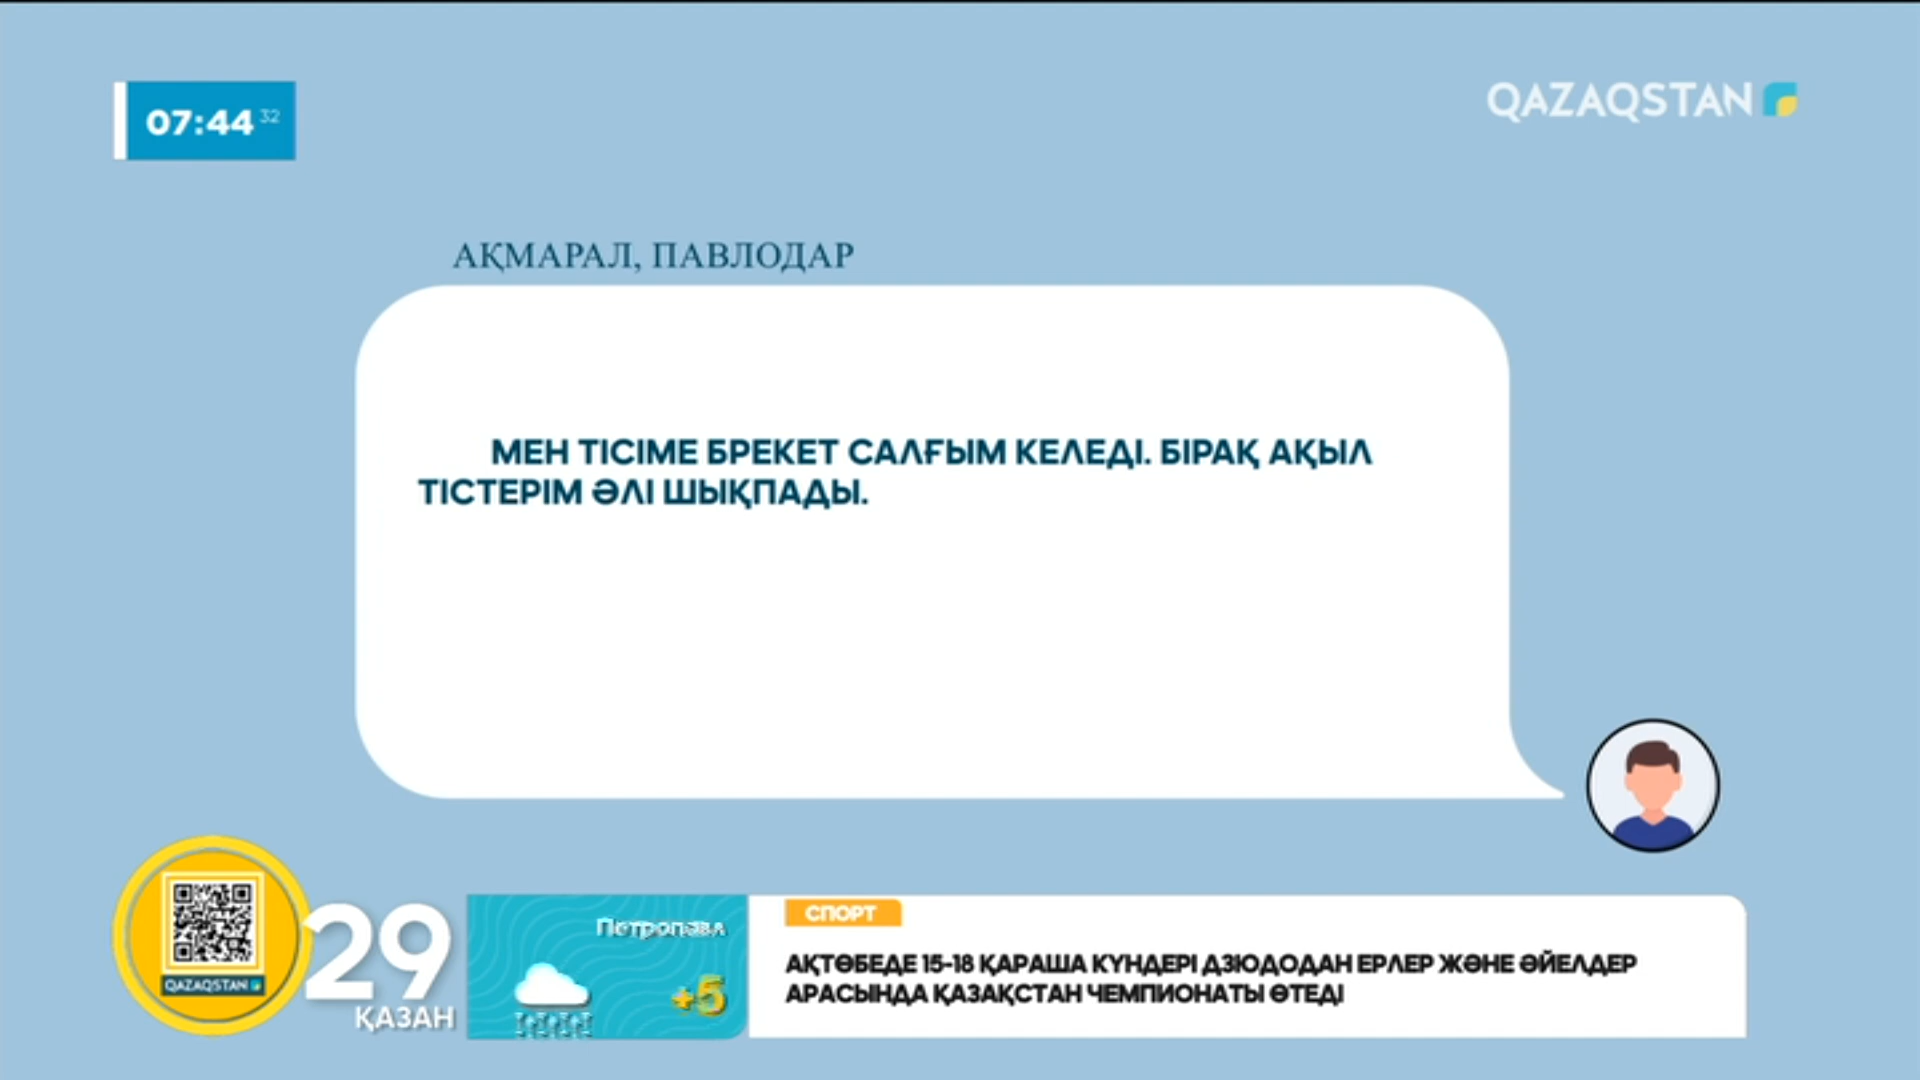 07:44 32
QAZAQSTAN
АҚМАРАЛ, ПАВЛОДАР
МЕН ТІСІМЕ БРЕКЕТ САЛҒЫМ КЕЛЕДІ. БІРАҚ АҚЫЛ
ТІСТЕРІМ ӘЛІ ШЫҚПАДЫ.
QAZAQSTAN
29
ҚАЗАН
Петропавл
+5
СПОРТ
АҚТӨБЕДЕ 15-18 ҚАРАША КҮНДЕРІ ДЗЮДОДАН ЕРЛЕР ЖӘНЕ ӘЙЕЛДЕР
АРАСЫНДА ҚАЗАҚСТАН ЧЕМПИОНАТЫ ӨТЕДІ